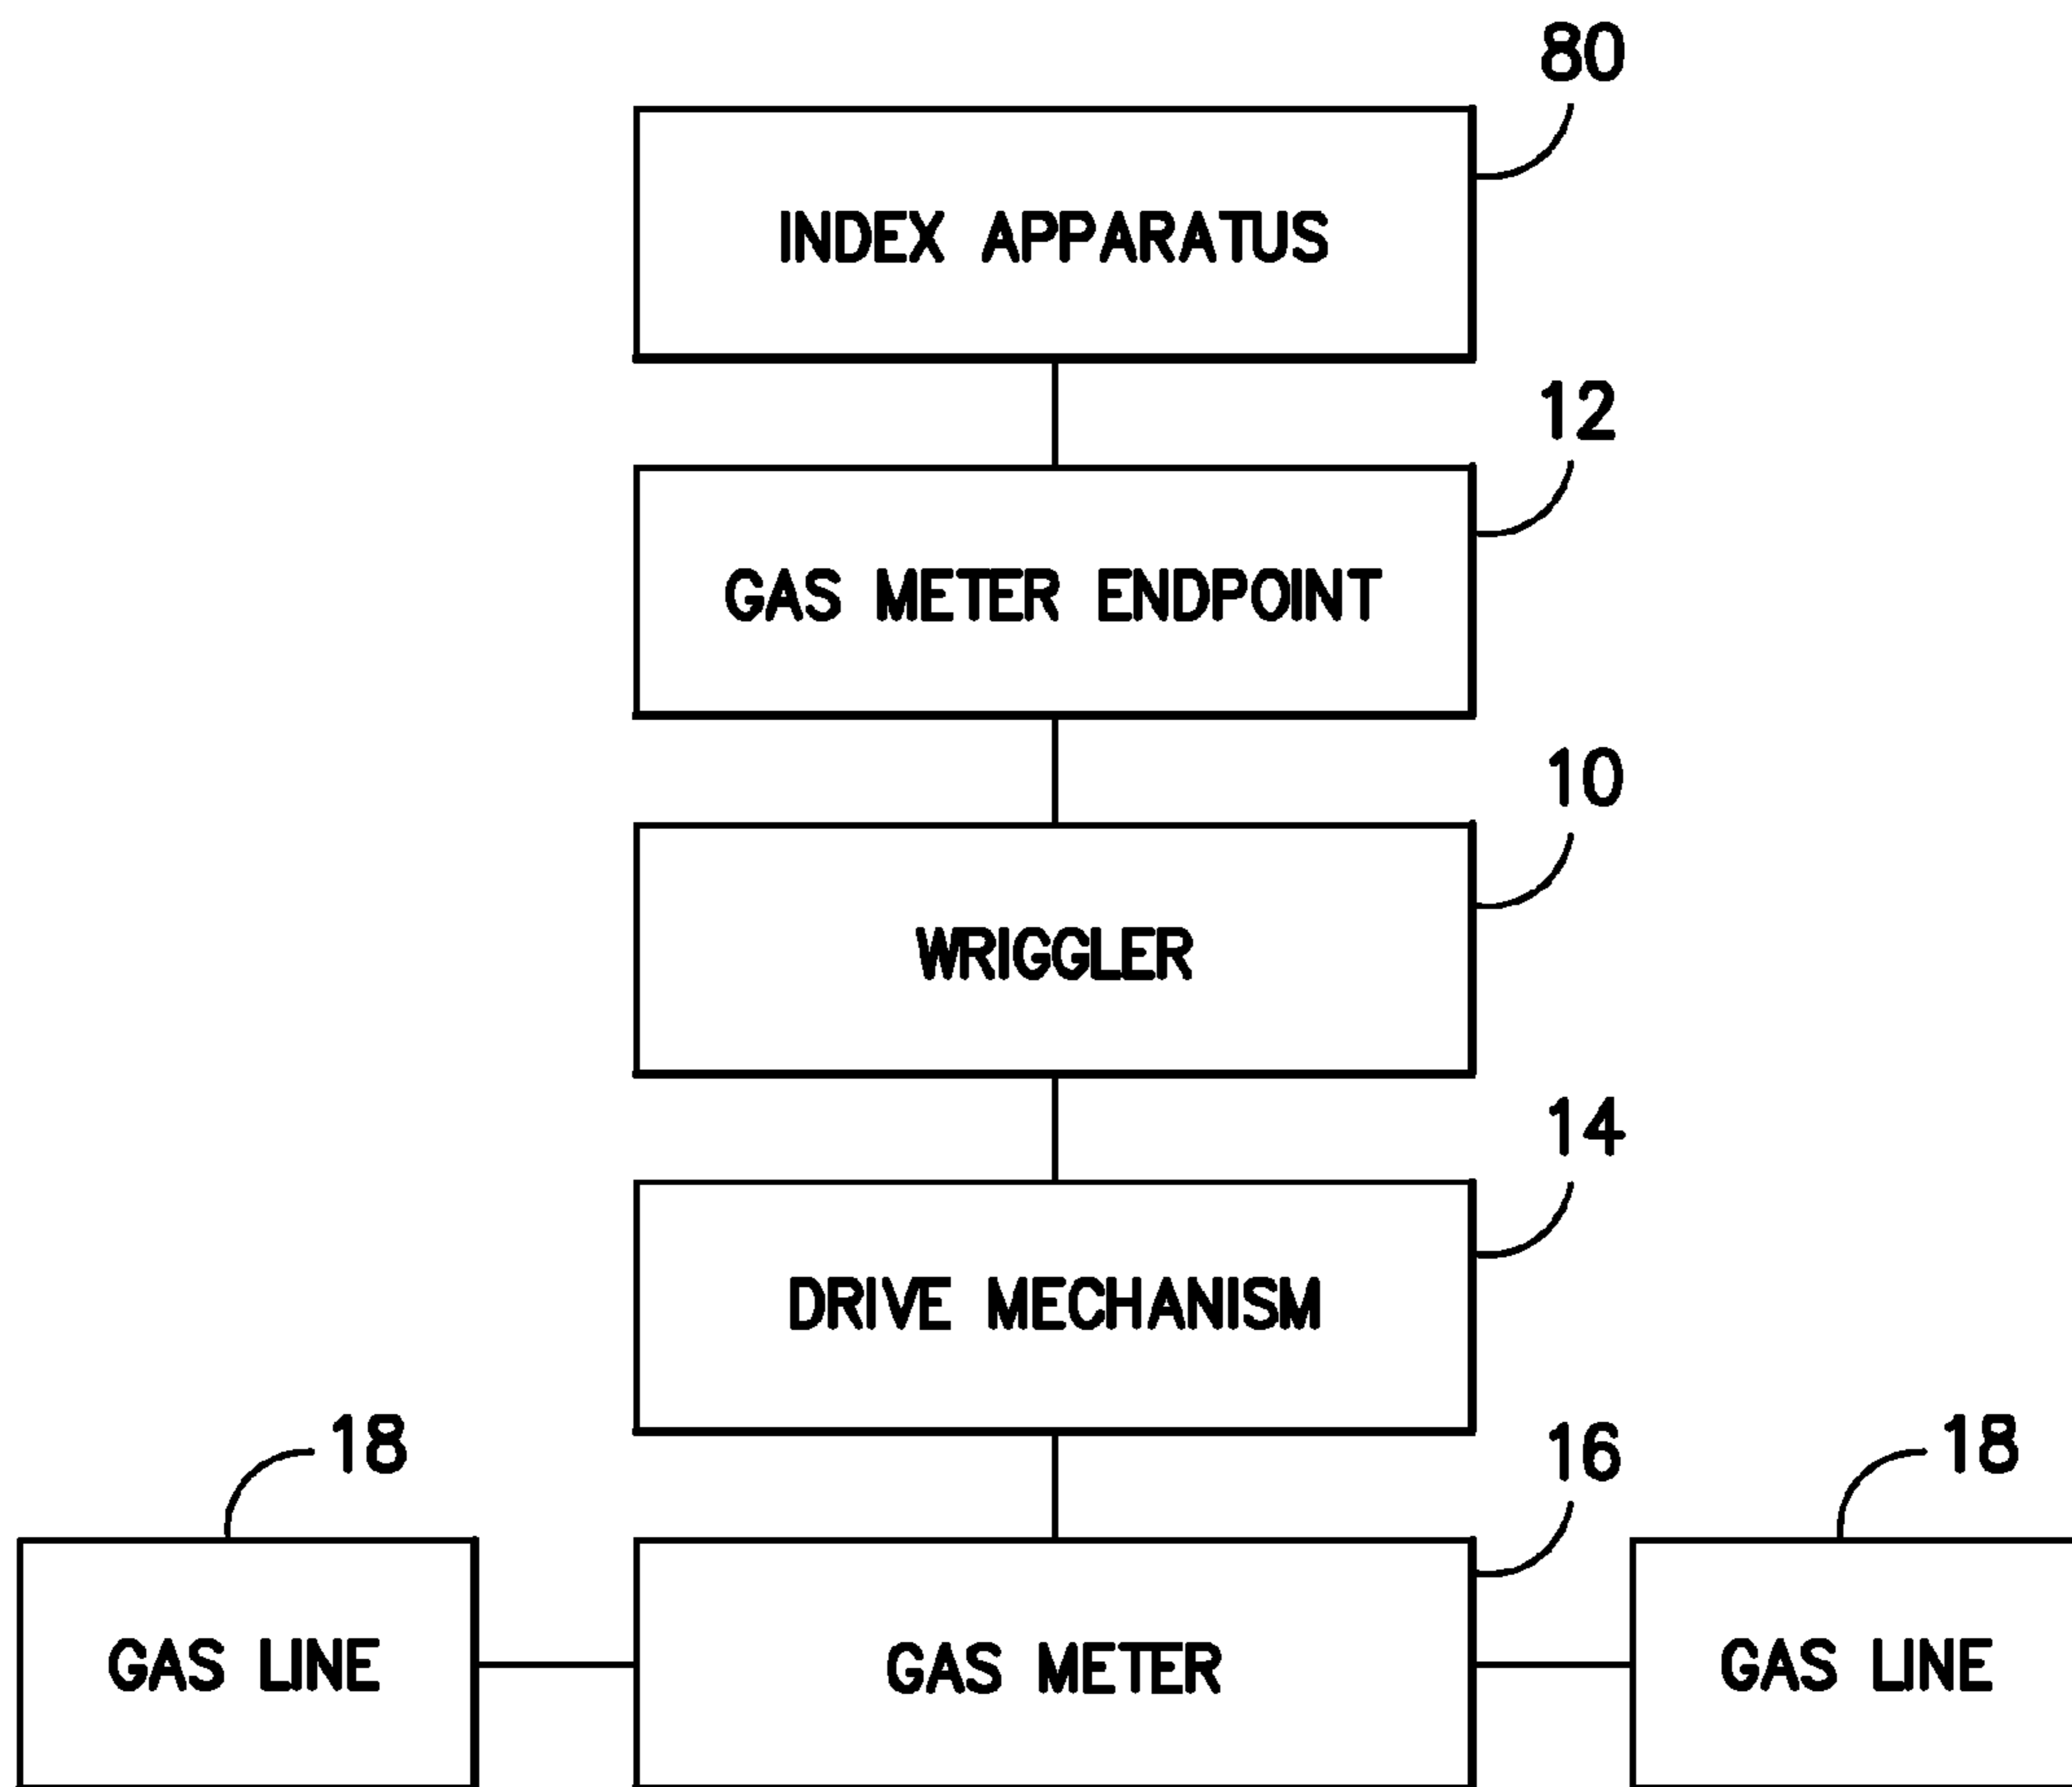 80
INDEX APPARATUS
12
GAS METER ENDPOINT
10
WRIGGLER
14
DRIVE MECHANISM
18
16
18
GAS LINE
GAS METER
GAS LINE